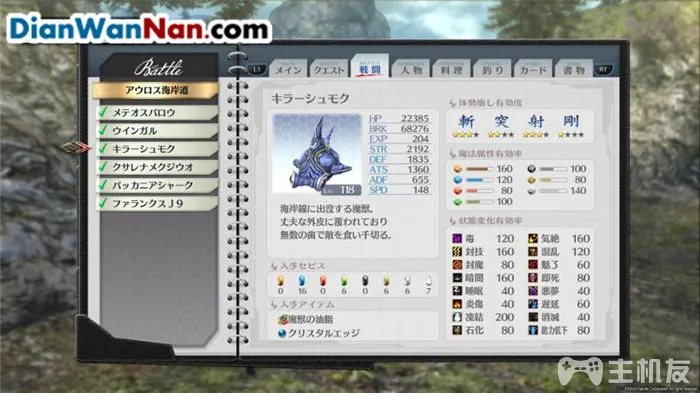 DianWanNan.com
Battle
アウロス海岸道
メテオスバロウ
ウインガル
キラーシュモク
クサレナメクジウオ
バッカニアシャーク
ファランクスJ9
L1 メイン クエスト 戦闘 人物 料理 釣り カード 書物 R1
BATTLE
キラーシュモク
Lv. 118
HP 22385
BRK 68276
EXP 204
STR 2192
DEF 1835
ATS 1360
ADF 655
SPD 148
海岸線に出没する魔獣。
丈夫な外皮に覆われており
無数の歯で敵を食い千切る。
入手セピス
0 16 0 6 0 6 6 7
入手アイテム
魔獣の油脂
クリスタルエッジ
体勢崩し有効度
斬 突 射 剛
魔法属性有効率
160 100
120 80
80 140
100
状態変化有効率
毒 120 気絶 160
封技 160 混乱 120
封魔 80 魅了 60
暗闇 160 即死 80
睡眠 40 悪夢 40
炎傷 40 遅延 60
凍結 200 消滅 40
石化 80 能力低下 80
主机友